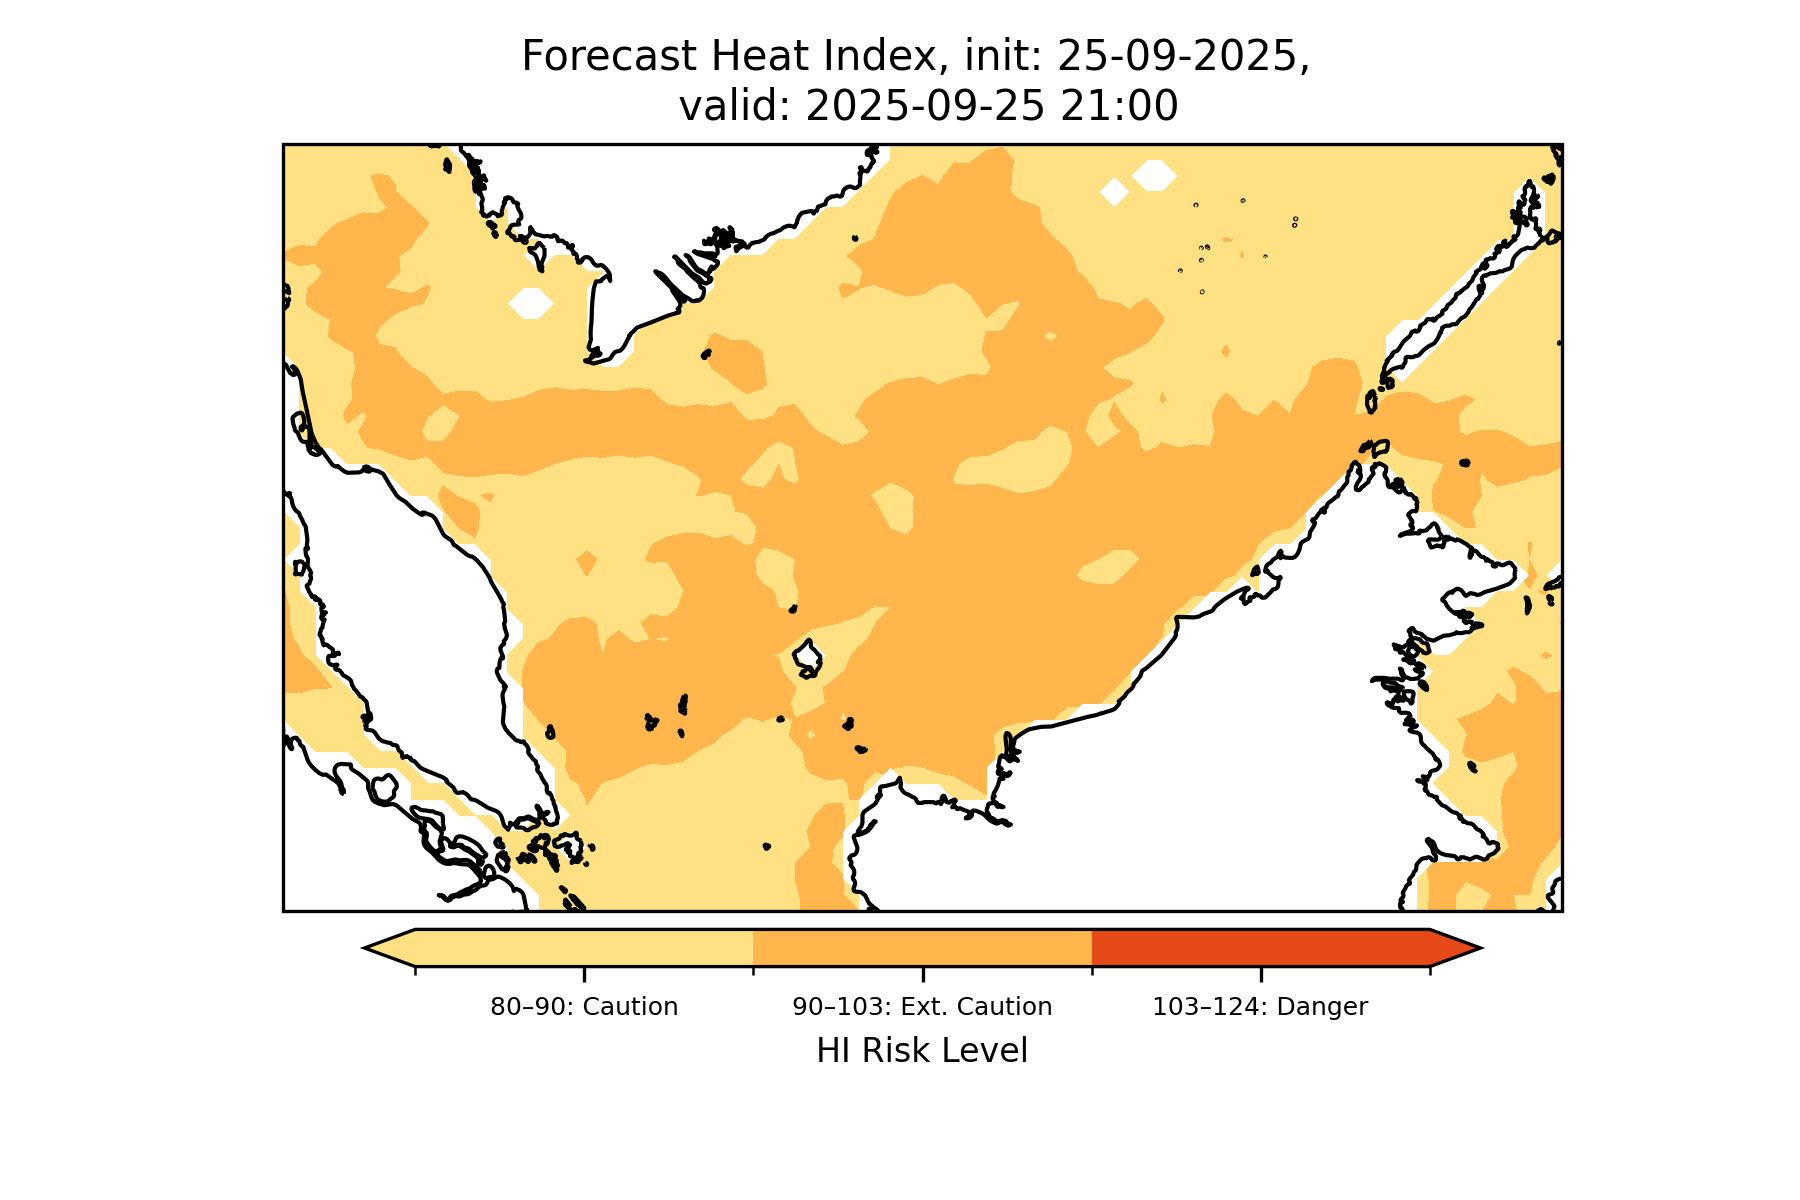 Forecast Heat Index, init: 25-09-2025,
valid: 2025-09-25 21:00
80–90: Caution
90–103: Ext. Caution
103–124: Danger
HI Risk Level